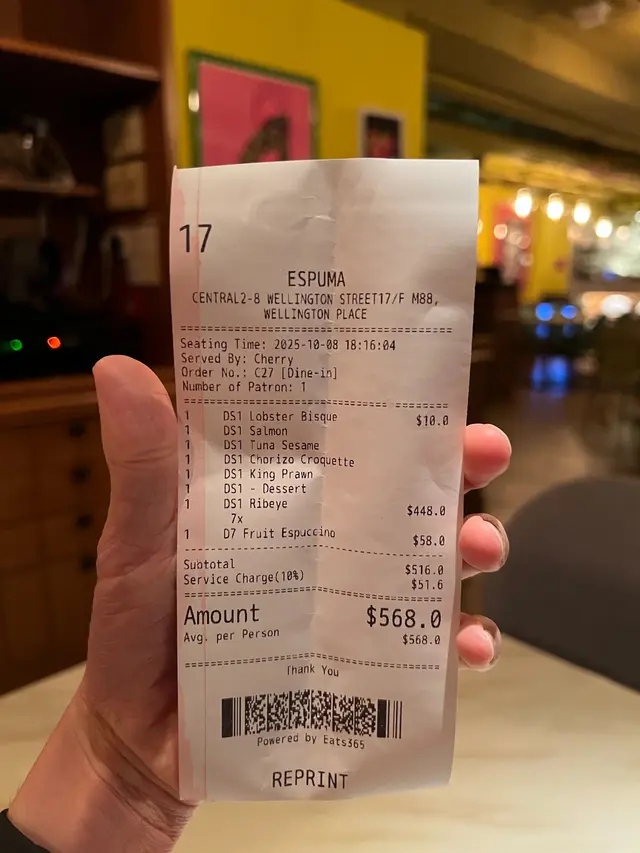 17
ESPUMA
CENTRAL2-8 WELLINGTON STREET17/F M88,
WELLINGTON PLACE
Seating Time: 2025-10-08 18:16:04
Served By: Cherry
Order No.: C27 [Dine-in]
Number of Patron: 1
1 DS1 Lobster Bisque $10.0
1 DS1 Salmon
1 DS1 Tuna Sesame
1 DS1 Chorizo Croquette
1 DS1 King Prawn
1 DS1 - Dessert
1 DS1 Ribeye
7x $448.0
1 D7 Fruit Espuccino $58.0
Subtotal $516.0
Service Charge(10%) $51.6
Amount $568.0
Avg. per Person $568.0
Thank You
Powered by Eats365
REPRINT